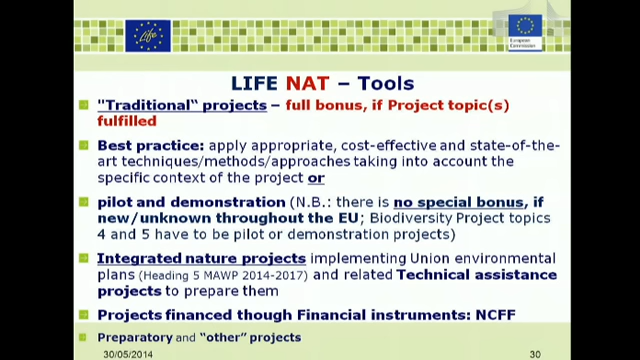 Life
European
Commission
LIFE NAT – Tools
"Traditional“ projects – full bonus, if Project topic(s)
fulfilled
Best practice: apply appropriate, cost-effective and state-of-the-
art techniques/methods/approaches taking into account the
specific context of the project or
pilot and demonstration (N.B.: there is no special bonus, if
new/unknown throughout the EU; Biodiversity Project topics
4 and 5 have to be pilot or demonstration projects)
Integrated nature projects implementing Union environmental
plans (Heading 5 MAWP 2014-2017) and related Technical assistance
projects to prepare them
Projects financed though Financial instruments: NCFF
Preparatory and “other” projects
30/05/2014
30